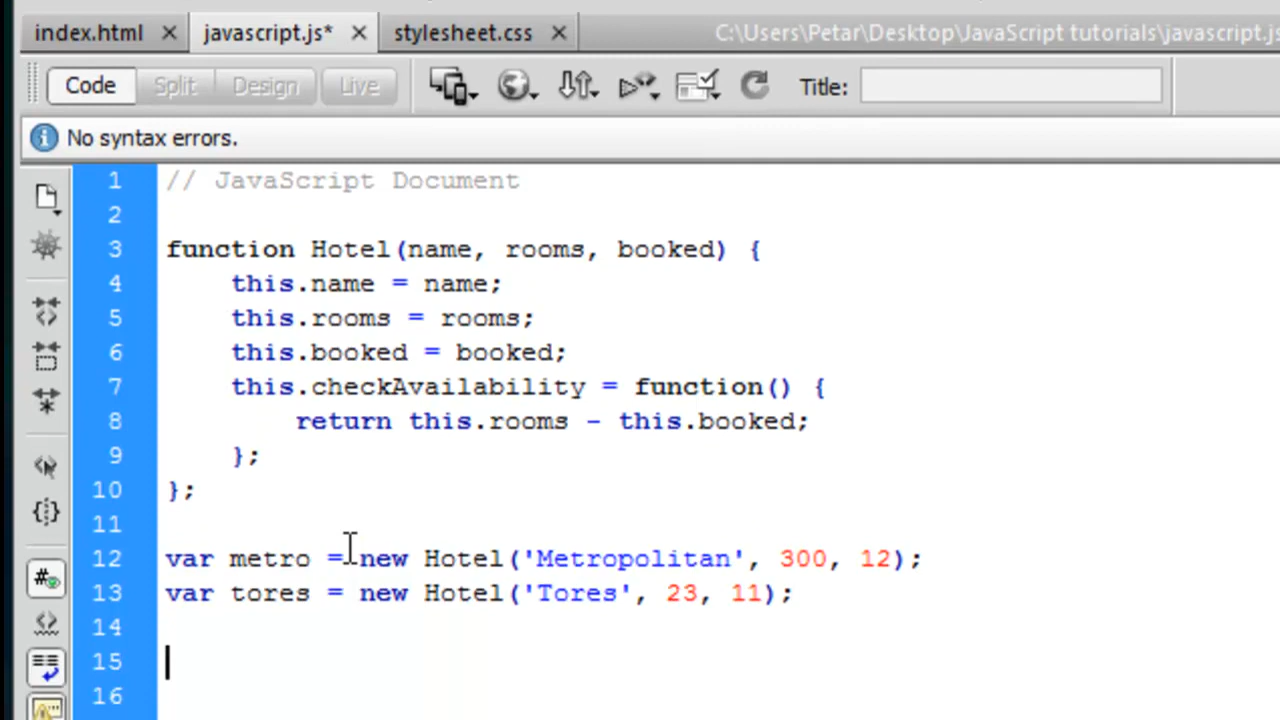 index.html × javascript.js* × stylesheet.css × C:\Users\Petar\Desktop\JavaScript tutorials\javascript.js
Code Split Design Live Title:
No syntax errors.
1 // JavaScript Document
2
3 function Hotel(name, rooms, booked) {
4 this.name = name;
5 this.rooms = rooms;
6 this.booked = booked;
7 this.checkAvailability = function() {
8 return this.rooms - this.booked;
9 };
10 };
11
12 var metro = new Hotel('Metropolitan', 300, 12);
13 var tores = new Hotel('Tores', 23, 11);
14
15
16